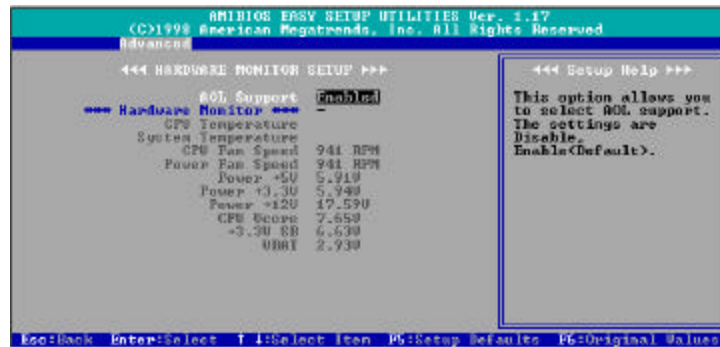 AMIBIOS EASY SETUP UTILITIES Ver. 1.17
(C)1998 American Megatrends, Inc. All Rights Reserved
Advanced
HARDWARE MONITOR SETUP
AOL Support Enabled
*** Hardware Monitor *** -
CPU Temperature
System Temperature
CPU Fan Speed 941 RPM
Power Fan Speed 941 RPM
Power +5V 5.91V
Power +3.3V 5.94V
Power +12V 17.59V
CPU Vcore 7.65V
+3.3V SB 6.63V
VBAT 2.93V
Setup Help
This option allows you
to select AOL support.
The settings are
Disable,
Enable(Default).
Esc:Back Enter:Select ↑ ↓:Select Item F5:Setup Defaults F6:Original Values